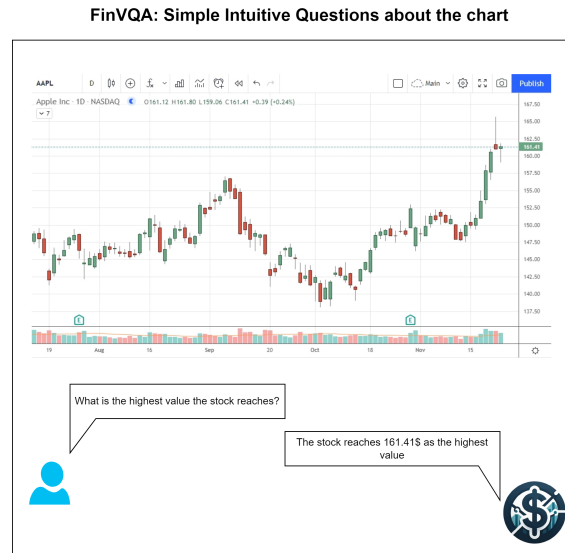 FinVQA: Simple Intuitive Questions about the chart
AAPL D Main Publish
Apple Inc · 1D · NASDAQ O161.12 H161.80 L159.06 C161.41 +0.39 (+0.24%)
7
167.50
165.00
162.50
161.41
160.00
157.50
155.00
152.50
150.00
147.50
145.00
142.50
140.00
137.50
E E
19 Aug 16 Sep 20 Oct 18 Nov 15
What is the highest value the stock reaches?
The stock reaches 161.41$ as the highest
value
$